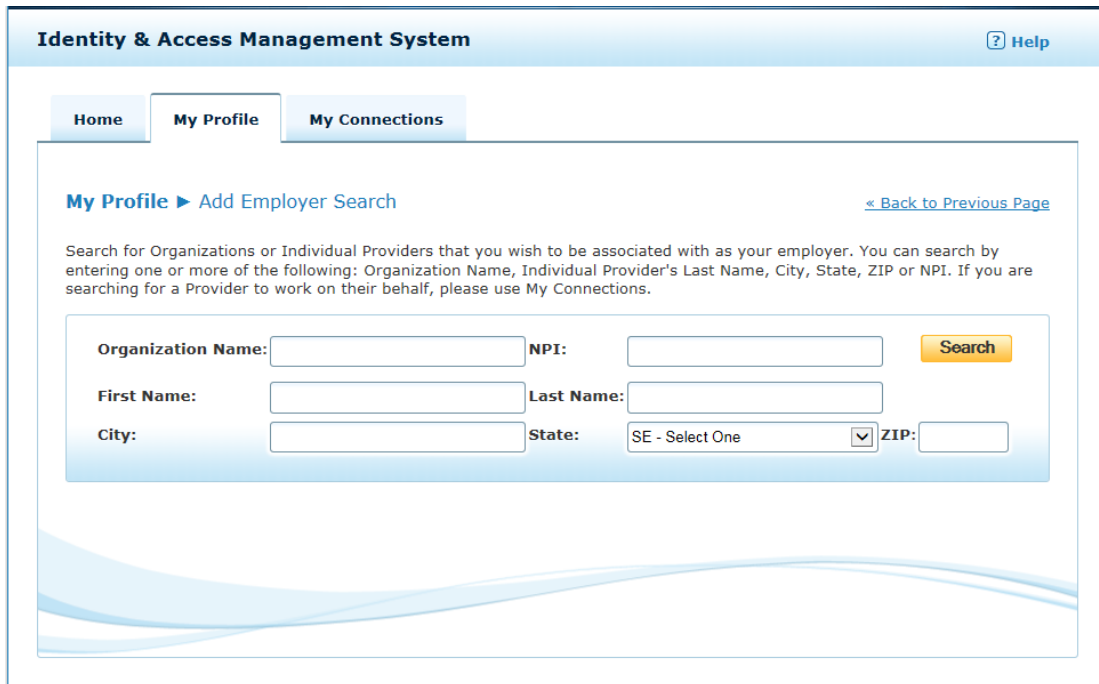 Identity & Access Management System
? Help
Home My Profile My Connections
My Profile ► Add Employer Search
« Back to Previous Page
Search for Organizations or Individual Providers that you wish to be associated with as your employer. You can search by
entering one or more of the following: Organization Name, Individual Provider's Last Name, City, State, ZIP or NPI. If you are
searching for a Provider to work on their behalf, please use My Connections.
Organization Name: NPI: Search
First Name: Last Name:
City: State: SE - Select One ZIP: